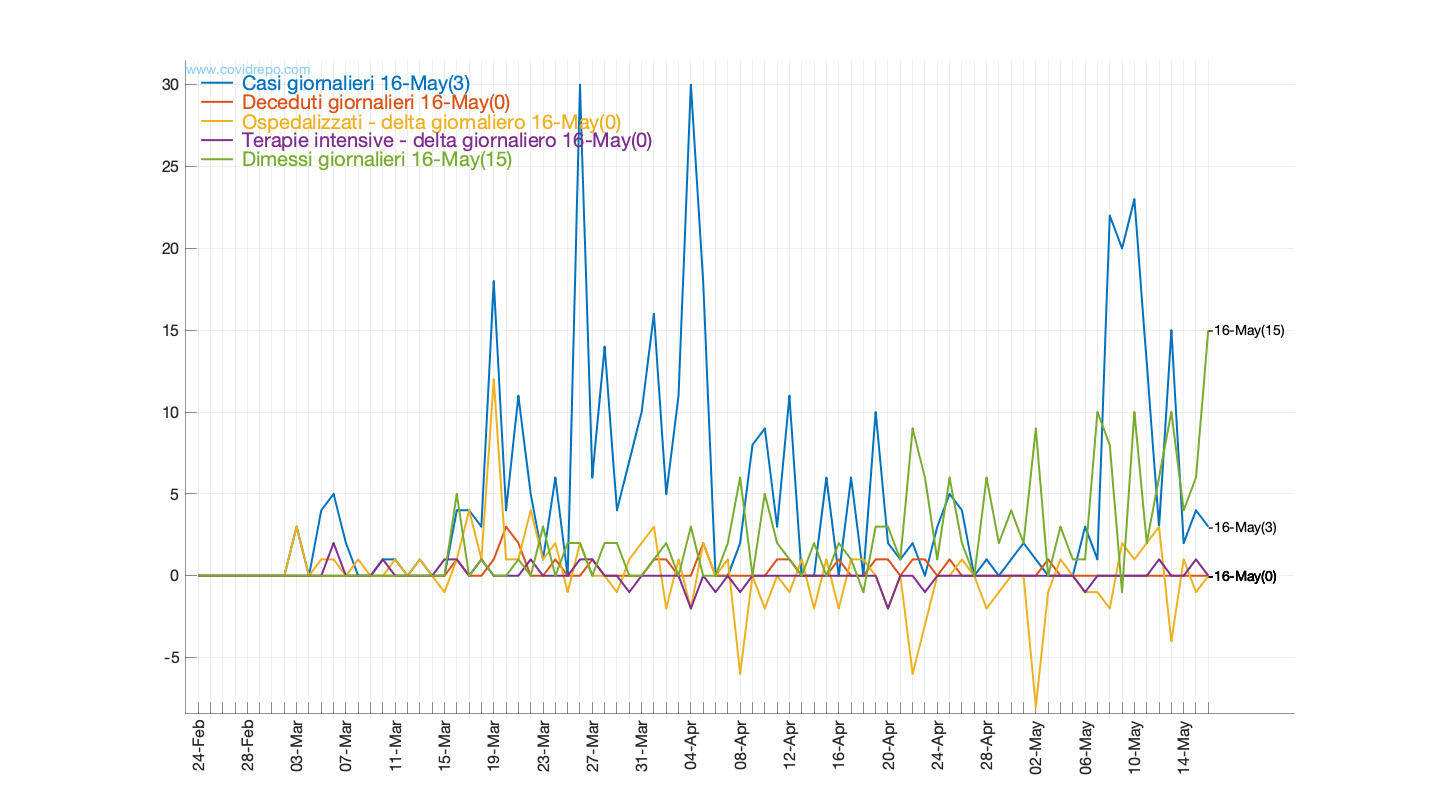 www.covidrepo.com
Casi giornalieri 16-May(3)
Deceduti giornalieri 16-May(0)
Ospedalizzati - delta giornaliero 16-May(0)
Terapie intensive - delta giornaliero 16-May(0)
Dimessi giornalieri 16-May(15)
30
25
20
15
10
5
0
-5
16-May(15)
16-May(3)
16-May(0)
24-Feb
28-Feb
03-Mar
07-Mar
11-Mar
15-Mar
19-Mar
23-Mar
27-Mar
31-Mar
04-Apr
08-Apr
12-Apr
16-Apr
20-Apr
24-Apr
28-Apr
02-May
06-May
10-May
14-May